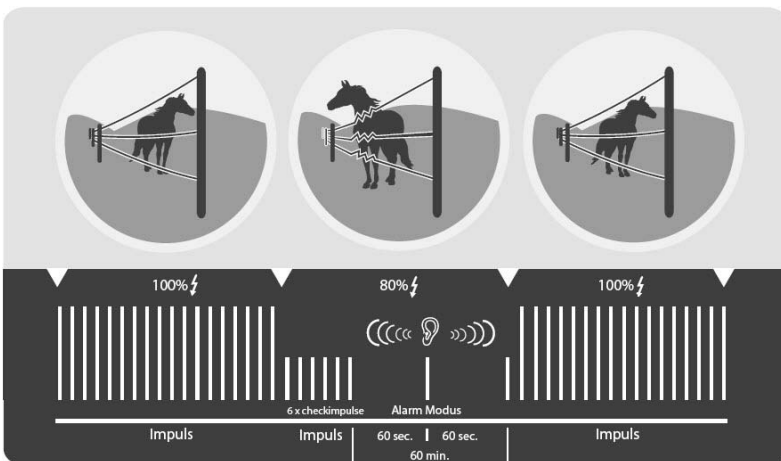 100% 80% 100%
6 x checkimpulse Alarm Modus
Impuls Impuls 60 sec. 60 sec. Impuls
60 min.